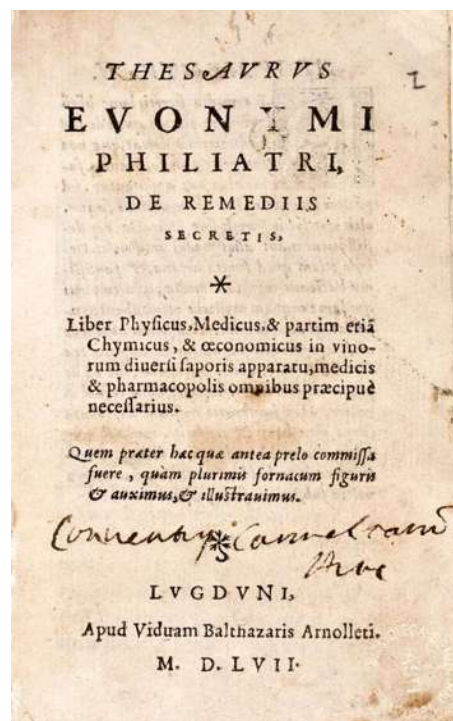 THESAVRVS
I
EVONYMI
PHILIATRI,
DE REMEDIIS
SECRETIS,
*
Liber Phyſicus, Medicus, & partim etiã
Chymicus, & œconomicus in vino-
rum diuerſi ſaporis apparatu, medicis
& pharmacopolis omnibus præcipuè
neceſſarius.
Quem præter hac quæ antea prelo commiſſa
fuere, quàm plurimis fornacum figuris
& auximus, & illuſtrauimus.
*
LVGDVNI,
Apud Viduam Balthazaris Arnolleti.
M. D. LVII.